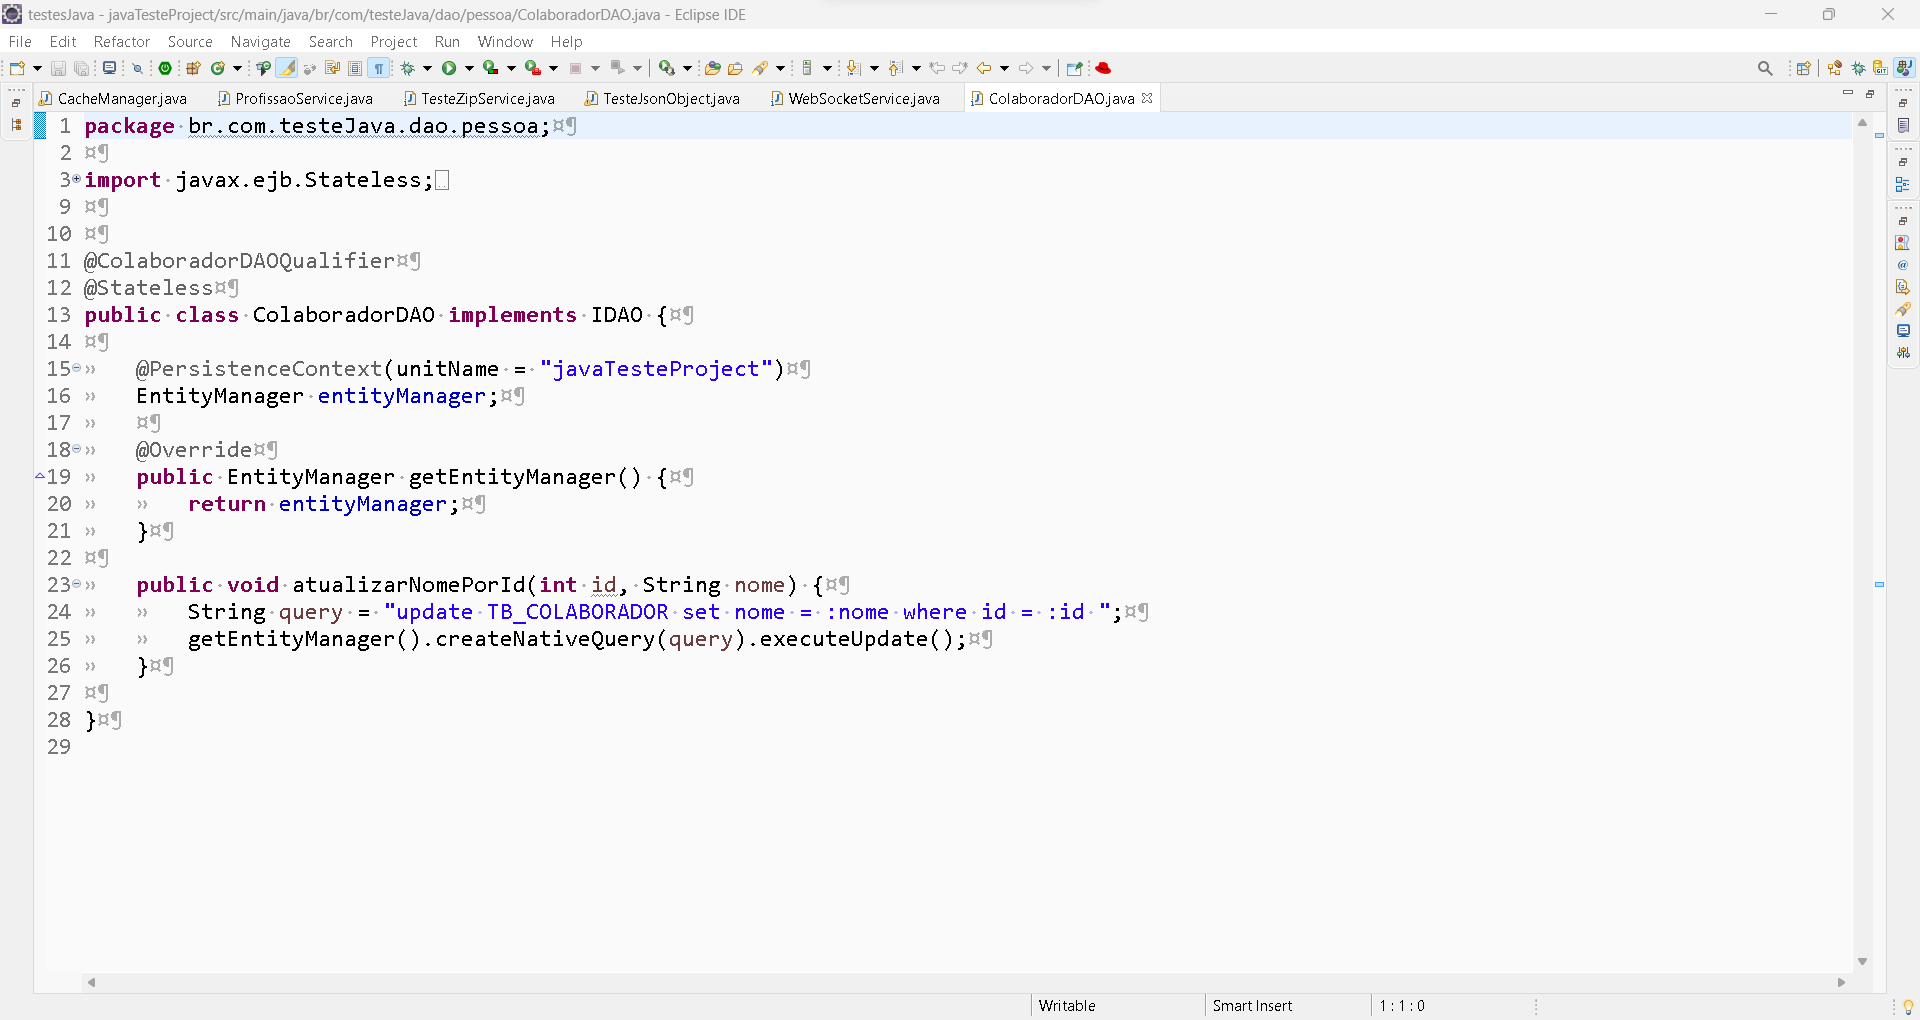 testesJava - javaTesteProject/src/main/java/br/com/testeJava/dao/pessoa/ColaboradorDAO.java - Eclipse IDE
File Edit Refactor Source Navigate Search Project Run Window Help
CacheManager.java ProfissaoService.java TesteZipService.java TesteJsonObject.java WebSocketService.java ColaboradorDAO.java
1 package br.com.testeJava.dao.pessoa;
2
3 import javax.ejb.Stateless;
9
10
11 @ColaboradorDAOQualifier
12 @Stateless
13 public class ColaboradorDAO implements IDAO {
14
15 @PersistenceContext(unitName = "javaTesteProject")
16 EntityManager entityManager;
17
18 @Override
19 public EntityManager getEntityManager() {
20 return entityManager;
21 }
22
23 public void atualizarNomePorId(int id, String nome) {
24 String query = "update TB_COLABORADOR set nome = :nome where id = :id ";
25 getEntityManager().createNativeQuery(query).executeUpdate();
26 }
27
28 }
29
Writable Smart Insert 1 : 1 : 0